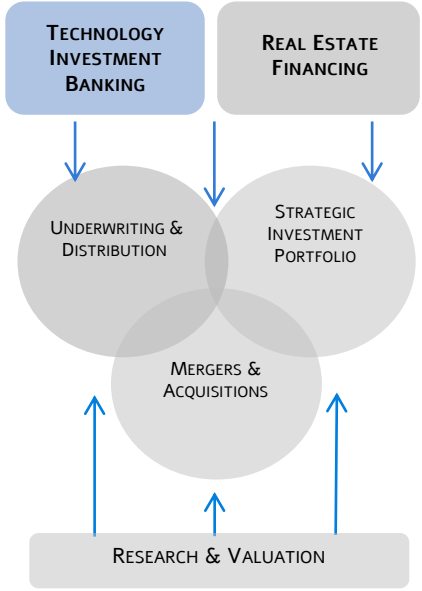 TECHNOLOGY
INVESTMENT
BANKING
REAL ESTATE
FINANCING
UNDERWRITING &
DISTRIBUTION
STRATEGIC
INVESTMENT
PORTFOLIO
MERGERS &
ACQUISITIONS
RESEARCH & VALUATION